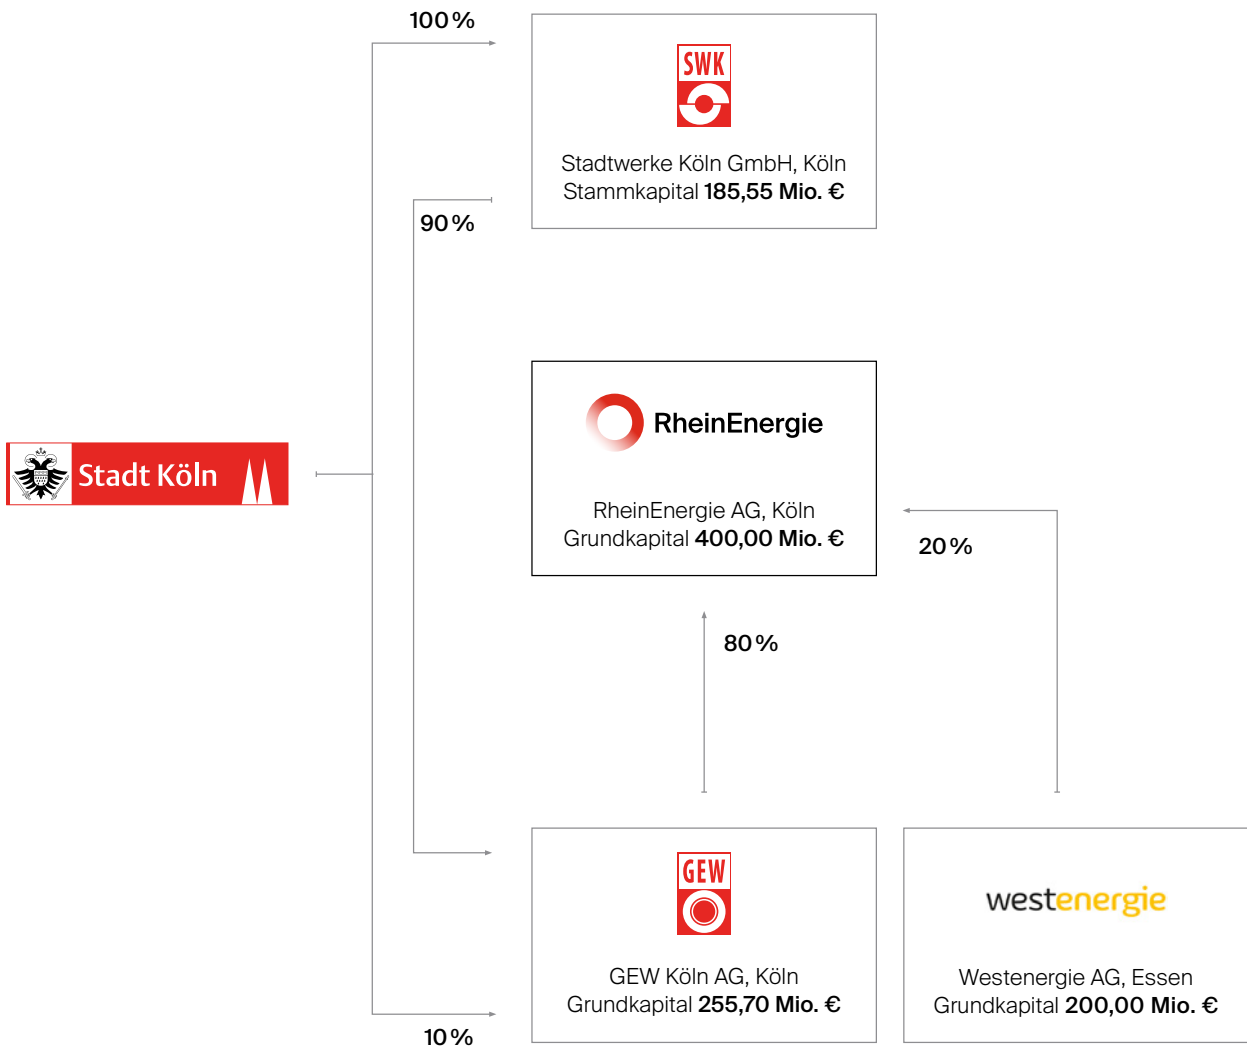 100 %
SWK
Stadtwerke Köln GmbH, Köln
Stammkapital 185,55 Mio. €
90 %
RheinEnergie
Stadt Köln
RheinEnergie AG, Köln
Grundkapital 400,00 Mio. €
20 %
80 %
GEW
westenergie
GEW Köln AG, Köln
Grundkapital 255,70 Mio. €
Westenergie AG, Essen
Grundkapital 200,00 Mio. €
10 %